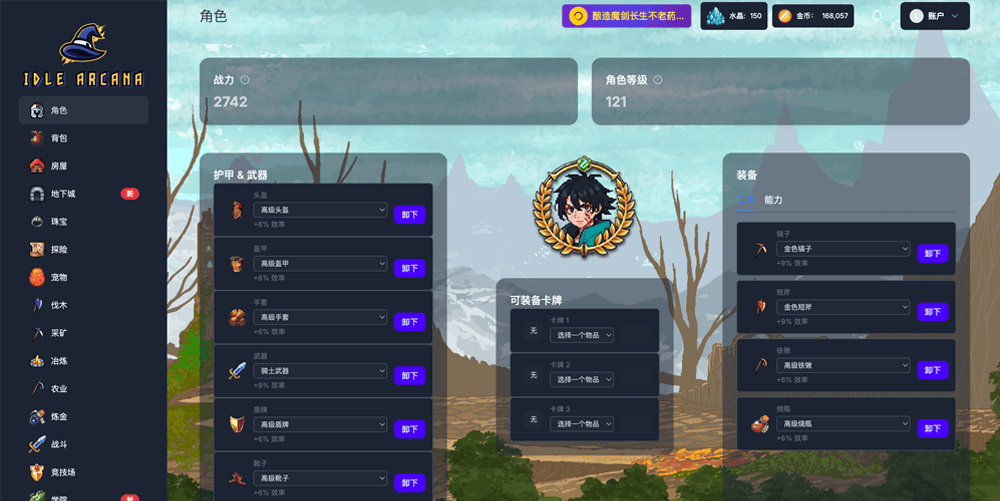 IDLE ARCANA
角色
背包
房屋
地下城 新
珠宝
探险
宠物
伐木
采矿
冶炼
农业
炼金
战斗
竞技场
学院 新
角色
酿造魔剑长生不老药...
水晶: 150
金币: 168,057
账户
战力
2742
角色等级
121
护甲 & 武器
头盔
高级头盔
+6% 效率
卸下
盔甲
高级盔甲
+6% 效率
卸下
手套
高级手套
+6% 效率
卸下
武器
骑士武器
+9% 效率
卸下
盾牌
高级盾牌
+6% 效率
卸下
靴子
高级靴子
+6% 效率
卸下
可装备卡牌
无
卡牌 1
选择一个物品
无
卡牌 2
选择一个物品
无
卡牌 3
选择一个物品
装备
能力
镐子
金色镐子
+9% 效率
卸下
短斧
金色短斧
+9% 效率
卸下
铁锹
高级铁锹
+6% 效率
卸下
烧瓶
高级烧瓶
+6% 效率
卸下